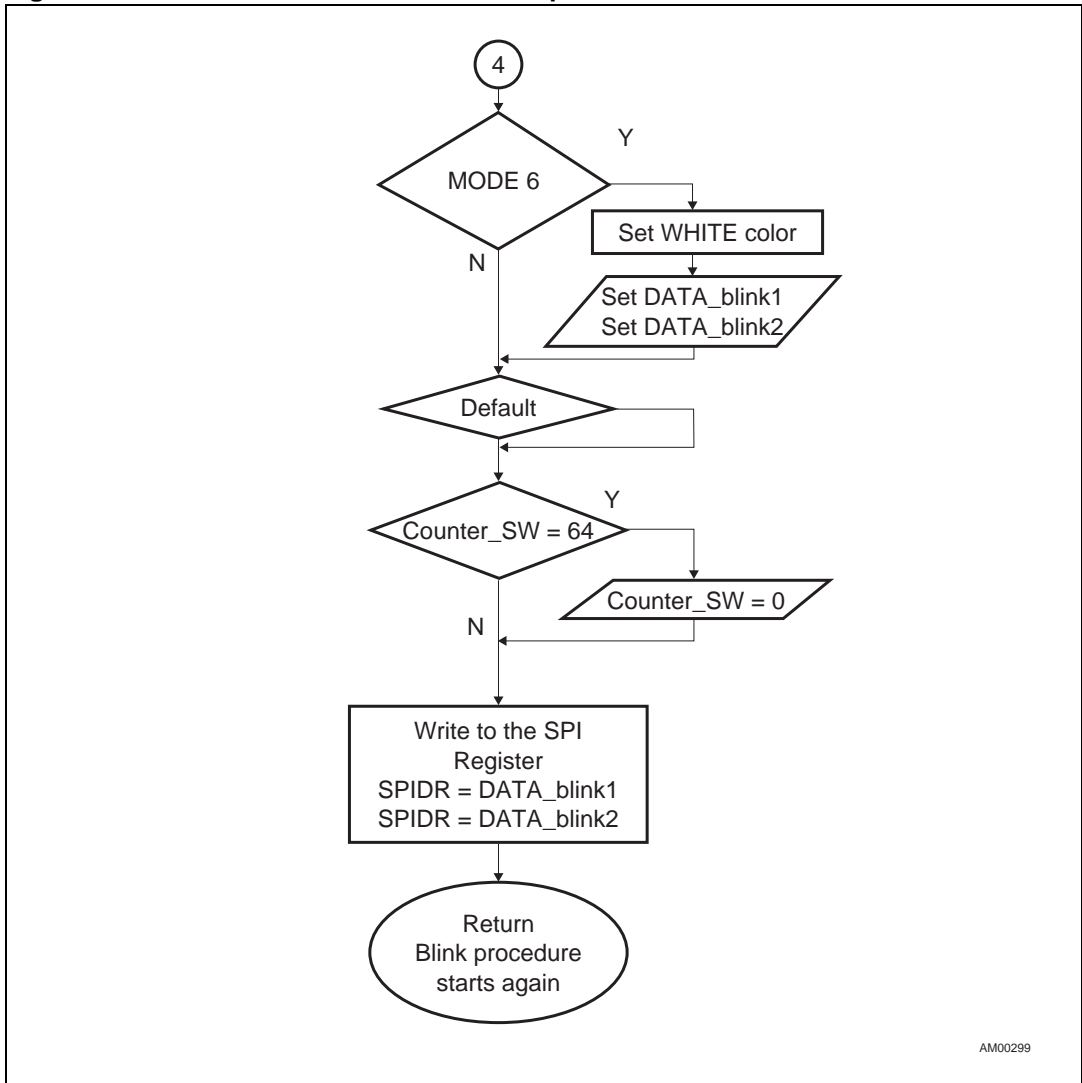 4
MODE 6
Y
Set WHITE color
N
Set DATA_blink1
Set DATA_blink2
Default
Y
Counter_SW = 64
Counter_SW = 0
N
Write to the SPI
Register
SPIDR = DATA_blink1
SPIDR = DATA_blink2
Return
Blink procedure
starts again
AM00299